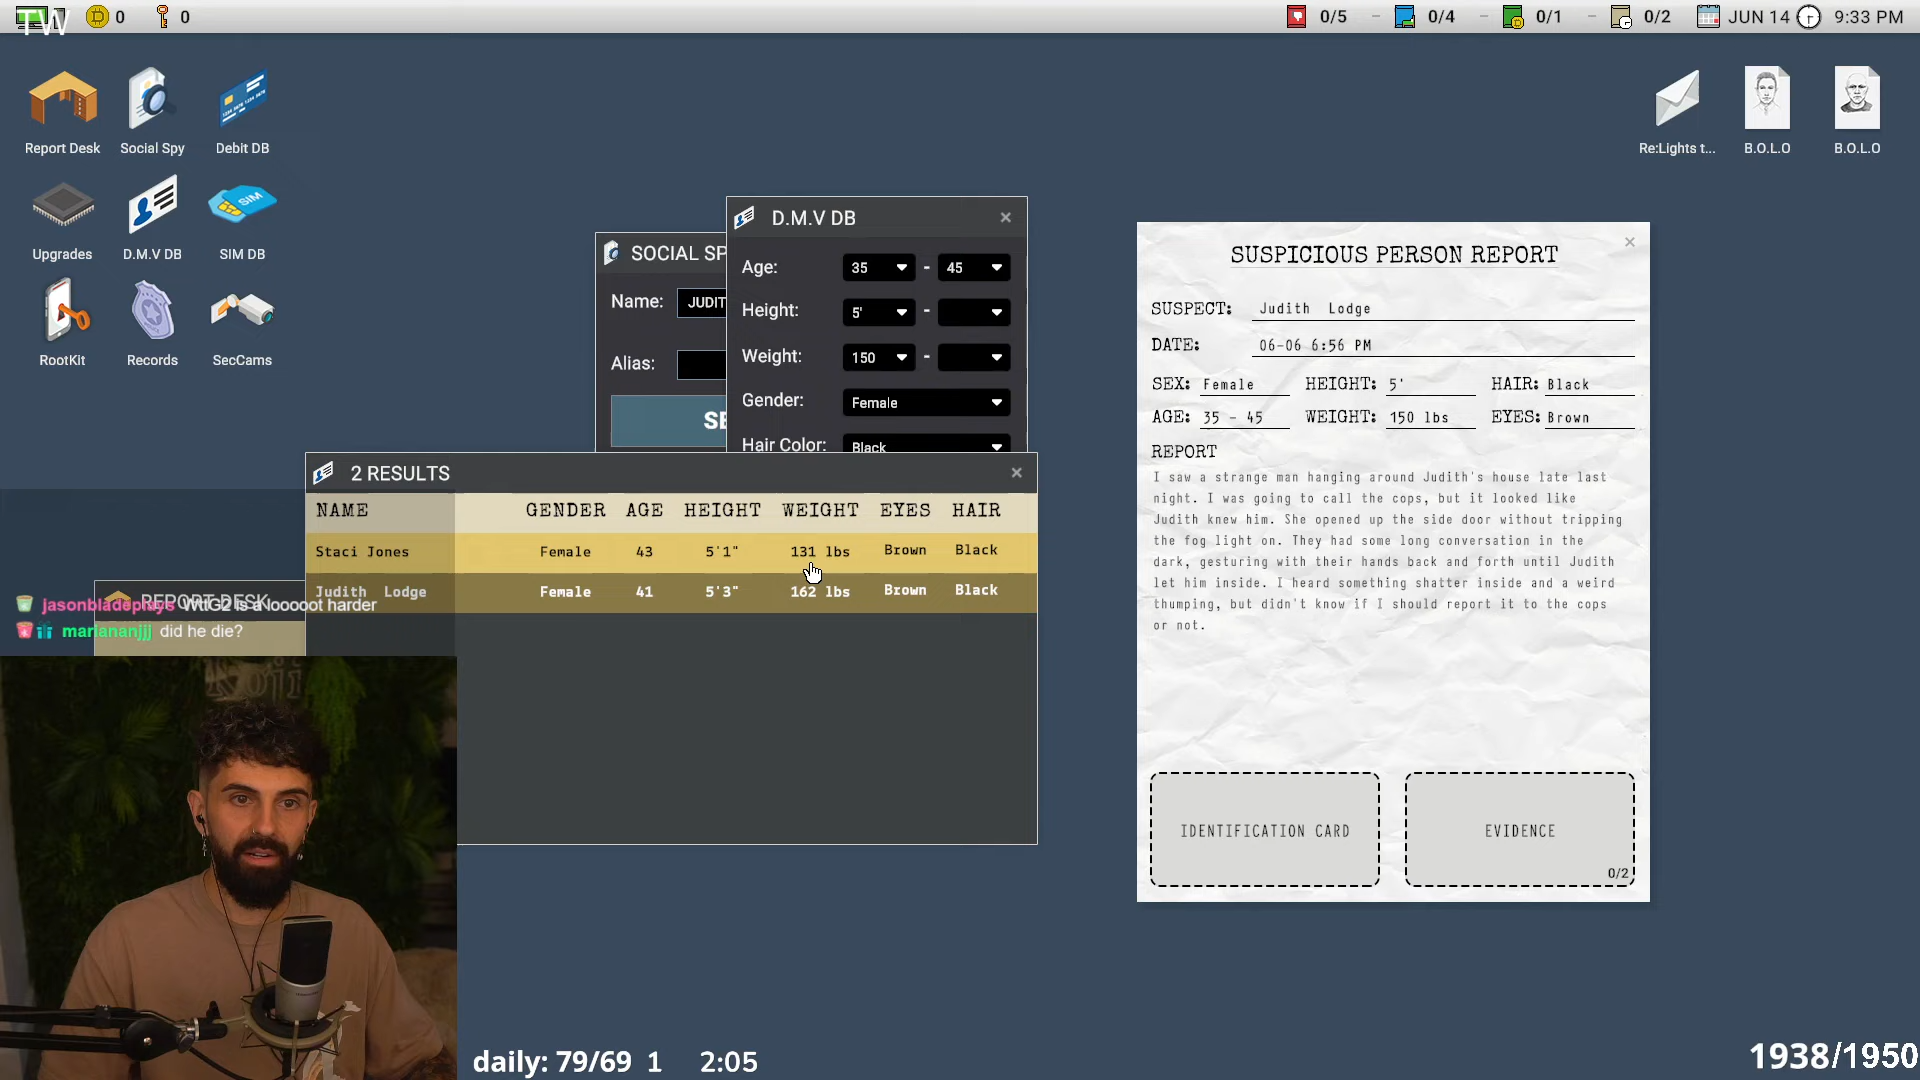 TW
0
0
0/5
0/4
0/1
0/2
JUN 14
9:33 PM
Report Desk
Social Spy
Debit DB
Upgrades
D.M.V DB
SIM DB
SIM
RootKit
Records
SecCams
Re:Lights t...
B.O.L.O
B.O.L.O
SOCIAL SP
Name:
JUDIT
Alias:
SE
D.M.V DB
Age: 35 - 45
Height: 5' -
Weight: 150 -
Gender: Female
Hair Color: Black
2 RESULTS
NAME GENDER AGE HEIGHT WEIGHT EYES HAIR
Staci Jones Female 43 5'1" 131 lbs Brown Black
Judith Lodge Female 41 5'3" 162 lbs Brown Black
REPORT DESK
jasonbladeplays WttG2 is a looooot harder
mariananjjj did he die?
SUSPICIOUS PERSON REPORT
SUSPECT: Judith Lodge
DATE: 06-06 6:56 PM
SEX: Female HEIGHT: 5' HAIR: Black
AGE: 35 - 45 WEIGHT: 150 lbs EYES: Brown
REPORT
I saw a strange man hanging around Judith's house late last
night. I was going to call the cops, but it looked like
Judith knew him. She opened up the side door without tripping
the fog light on. They had some long conversation in the
dark, gesturing with their hands back and forth until Judith
let him inside. I heard something shatter inside and a weird
thumping, but didn't know if I should report it to the cops
or not.
IDENTIFICATION CARD
EVIDENCE
0/2
daily: 79/69 1 2:05
1938/1950